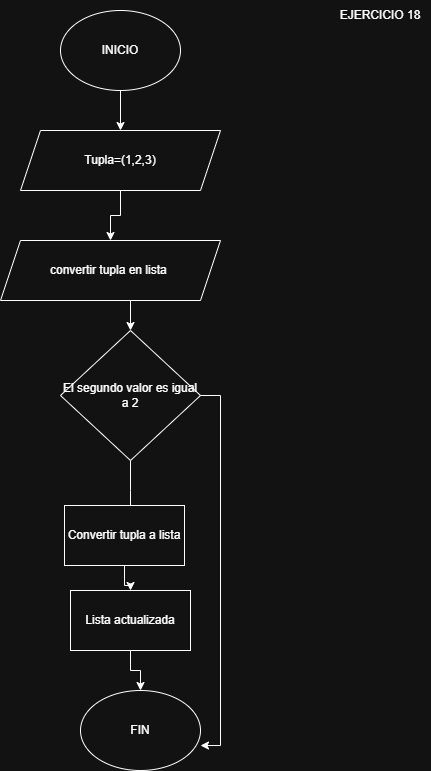 EJERCICIO 18
INICIO
Tupla=(1,2,3)
convertir tupla en lista
El segundo valor es igual
a 2
Convertir tupla a lista
Lista actualizada
FIN